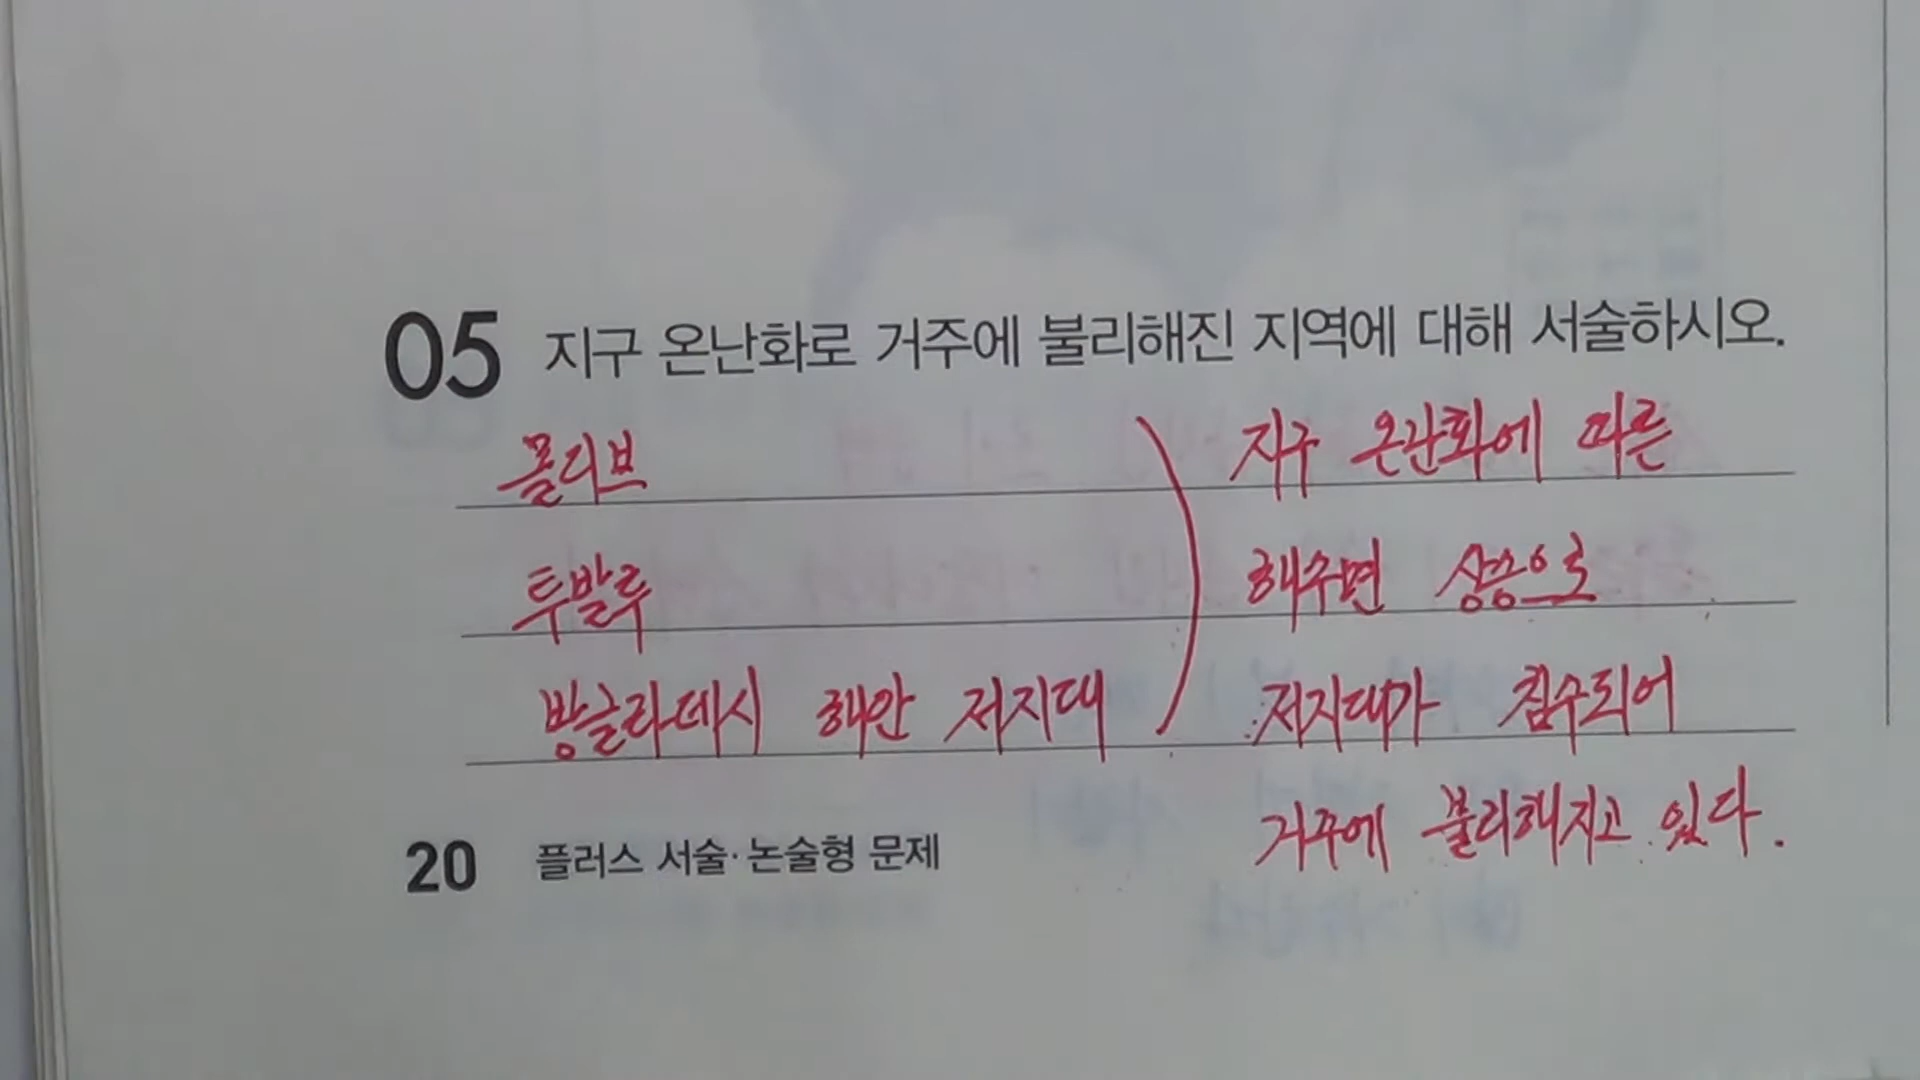 05 지구 온난화로 거주에 불리해진 지역에 대해 서술하시오.
몰디브
투발루
방글라데시 해안 저지대
지구 온난화에 따른
해수면 상승으로
저지대가 침수되어
거주에 불리해지고 있다.
20 플러스 서술·논술형 문제